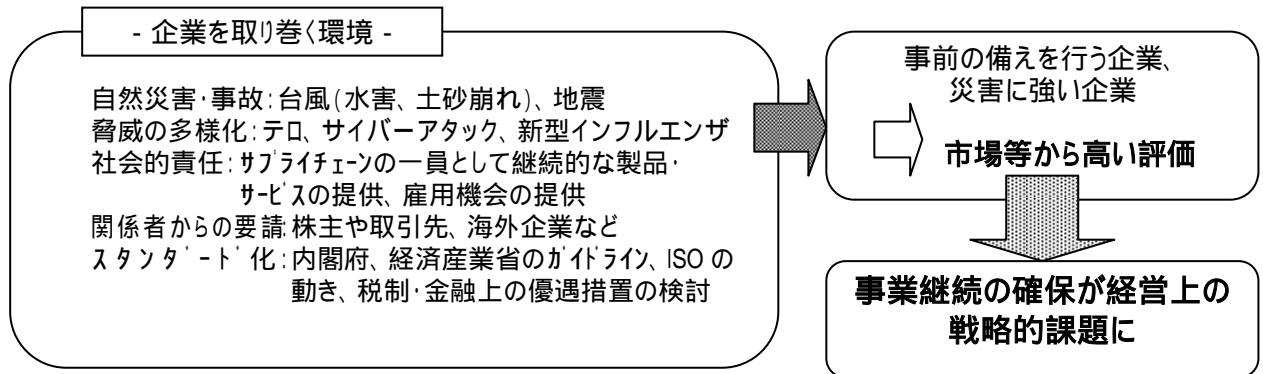 - 企業を取り巻く環境 -
自然災害・事故:台風(水害、土砂崩れ)、地震
脅威の多様化:テロ、サイバーアタック、新型インフルエンザ
社会的責任:サプライチェーンの一員として継続的な製品・
サービスの提供、雇用機会の提供
関係者からの要請:株主や取引先、海外企業など
スタンダード化:内閣府、経済産業省のガイドライン、ISO の
動き、税制・金融上の優遇措置の検討
事前の備えを行う企業、
災害に強い企業
市場等から高い評価
事業継続の確保が経営上の
戦略的課題に